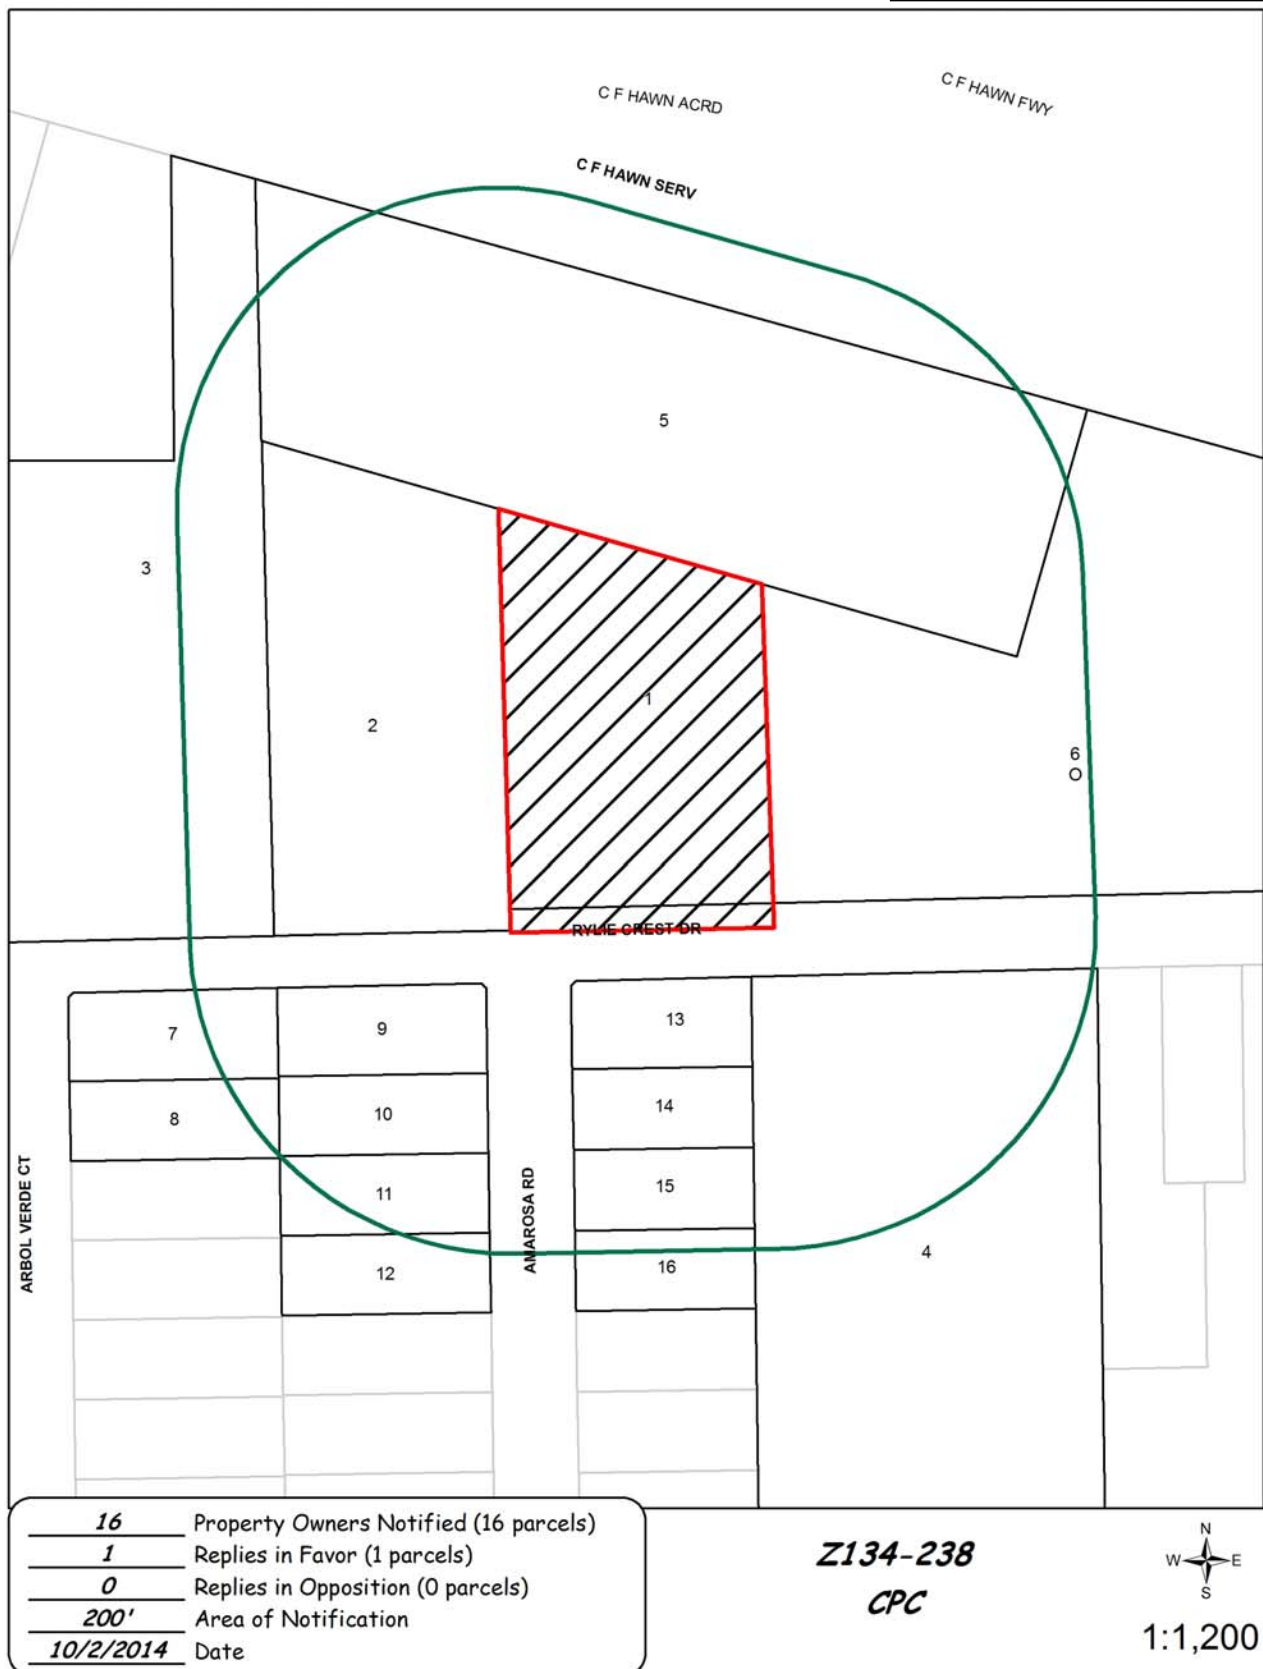 C F HAWN FWY
C F HAWN ACRD
C F HAWN SERV
5
3
1
2
6
RYLIE CREST DR
7
9
13
8
10
14
11
15
12
16
4
ARBOL VERDE CT
AMAROSA RD
16 Property Owners Notified (16 parcels)
1 Replies in Favor (1 parcels)
0 Replies in Opposition (0 parcels)
200' Area of Notification
10/2/2014 Date
Z134-238
CPC
N
W E
S
1:1,200